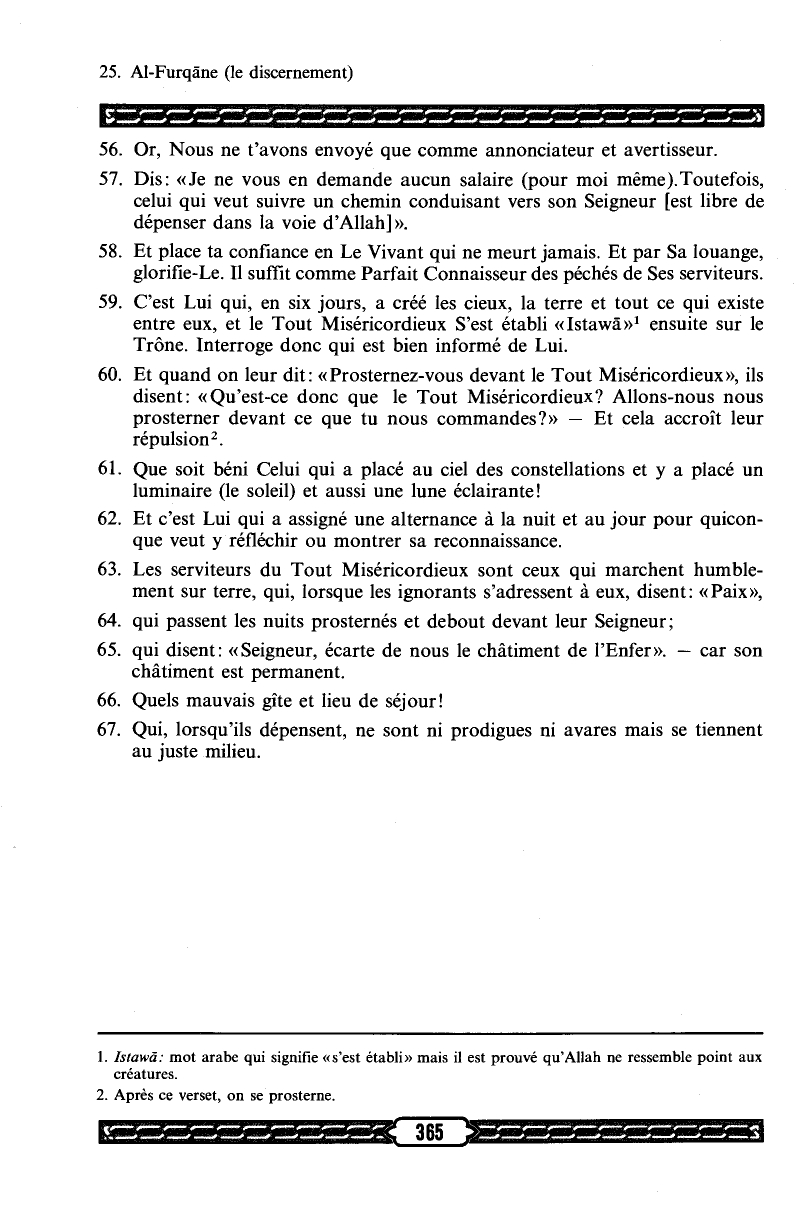 25. Al-Furqāne (le discernement)
56. Or, Nous ne t'avons envoyé que comme annonciateur et avertisseur.
57. Dis: «Je ne vous en demande aucun salaire (pour moi même).Toutefois,
celui qui veut suivre un chemin conduisant vers son Seigneur [est libre de
dépenser dans la voie d'Allah]».
58. Et place ta confiance en Le Vivant qui ne meurt jamais. Et par Sa louange,
glorifie-Le. Il suffit comme Parfait Connaisseur des péchés de Ses serviteurs.
59. C'est Lui qui, en six jours, a créé les cieux, la terre et tout ce qui existe
entre eux, et le Tout Miséricordieux S'est établi «Istawā»¹ ensuite sur le
Trône. Interroge donc qui est bien informé de Lui.
60. Et quand on leur dit: «Prosternez-vous devant le Tout Miséricordieux», ils
disent: «Qu'est-ce donc que le Tout Miséricordieux? Allons-nous nous
prosterner devant ce que tu nous commandes?» — Et cela accroît leur
répulsion².
61. Que soit béni Celui qui a placé au ciel des constellations et y a placé un
luminaire (le soleil) et aussi une lune éclairante!
62. Et c'est Lui qui a assigné une alternance à la nuit et au jour pour quicon-
que veut y réfléchir ou montrer sa reconnaissance.
63. Les serviteurs du Tout Miséricordieux sont ceux qui marchent humble-
ment sur terre, qui, lorsque les ignorants s'adressent à eux, disent: «Paix»,
64. qui passent les nuits prosternés et debout devant leur Seigneur;
65. qui disent: «Seigneur, écarte de nous le châtiment de l'Enfer». — car son
châtiment est permanent.
66. Quels mauvais gîte et lieu de séjour!
67. Qui, lorsqu'ils dépensent, ne sont ni prodigues ni avares mais se tiennent
au juste milieu.
1. Istawā: mot arabe qui signifie «s'est établi» mais il est prouvé qu'Allah ne ressemble point aux
créatures.
2. Après ce verset, on se prosterne.
365